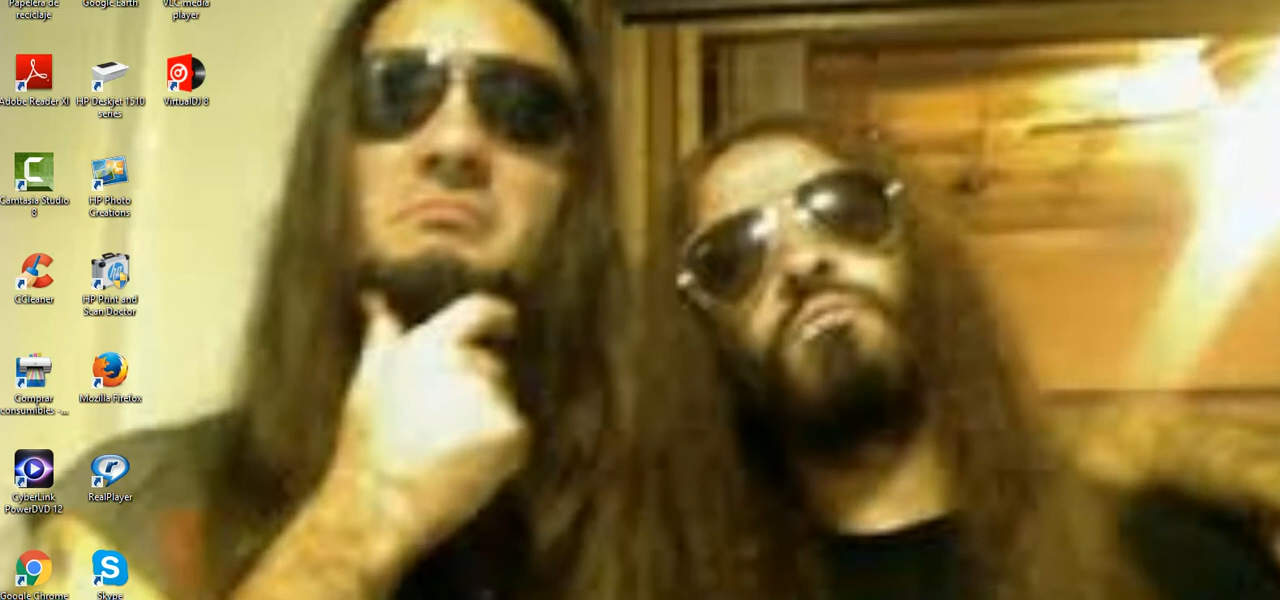 Papelera de
reciclaje
Google Earth
VLC media
player
Adobe Reader XI
HP Deskjet 1510
series
VirtualDJ 8
Camtasia Studio
8
HP Photo
Creations
CCleaner
HP Print and
Scan Doctor
Comprar
consumibles -...
Mozilla Firefox
CyberLink
PowerDVD 12
RealPlayer
Google Chrome
Skype